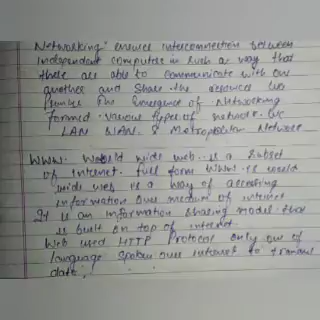 Networking ensures interconnection between
independent computers in such a way that
these are able to communicate with one
another and share the resources
The emergence of Networking
formed various types of network.
LAN WAN & Metropolitan Network
WWW. World wide web. is a subset
of internet. full form WWW is world
wide web is a way of accessing
information over medium of internet
It is an information sharing model that
is built on top of internet
Web used HTTP Protocol only one of
language spoken over internet to transmit
data.